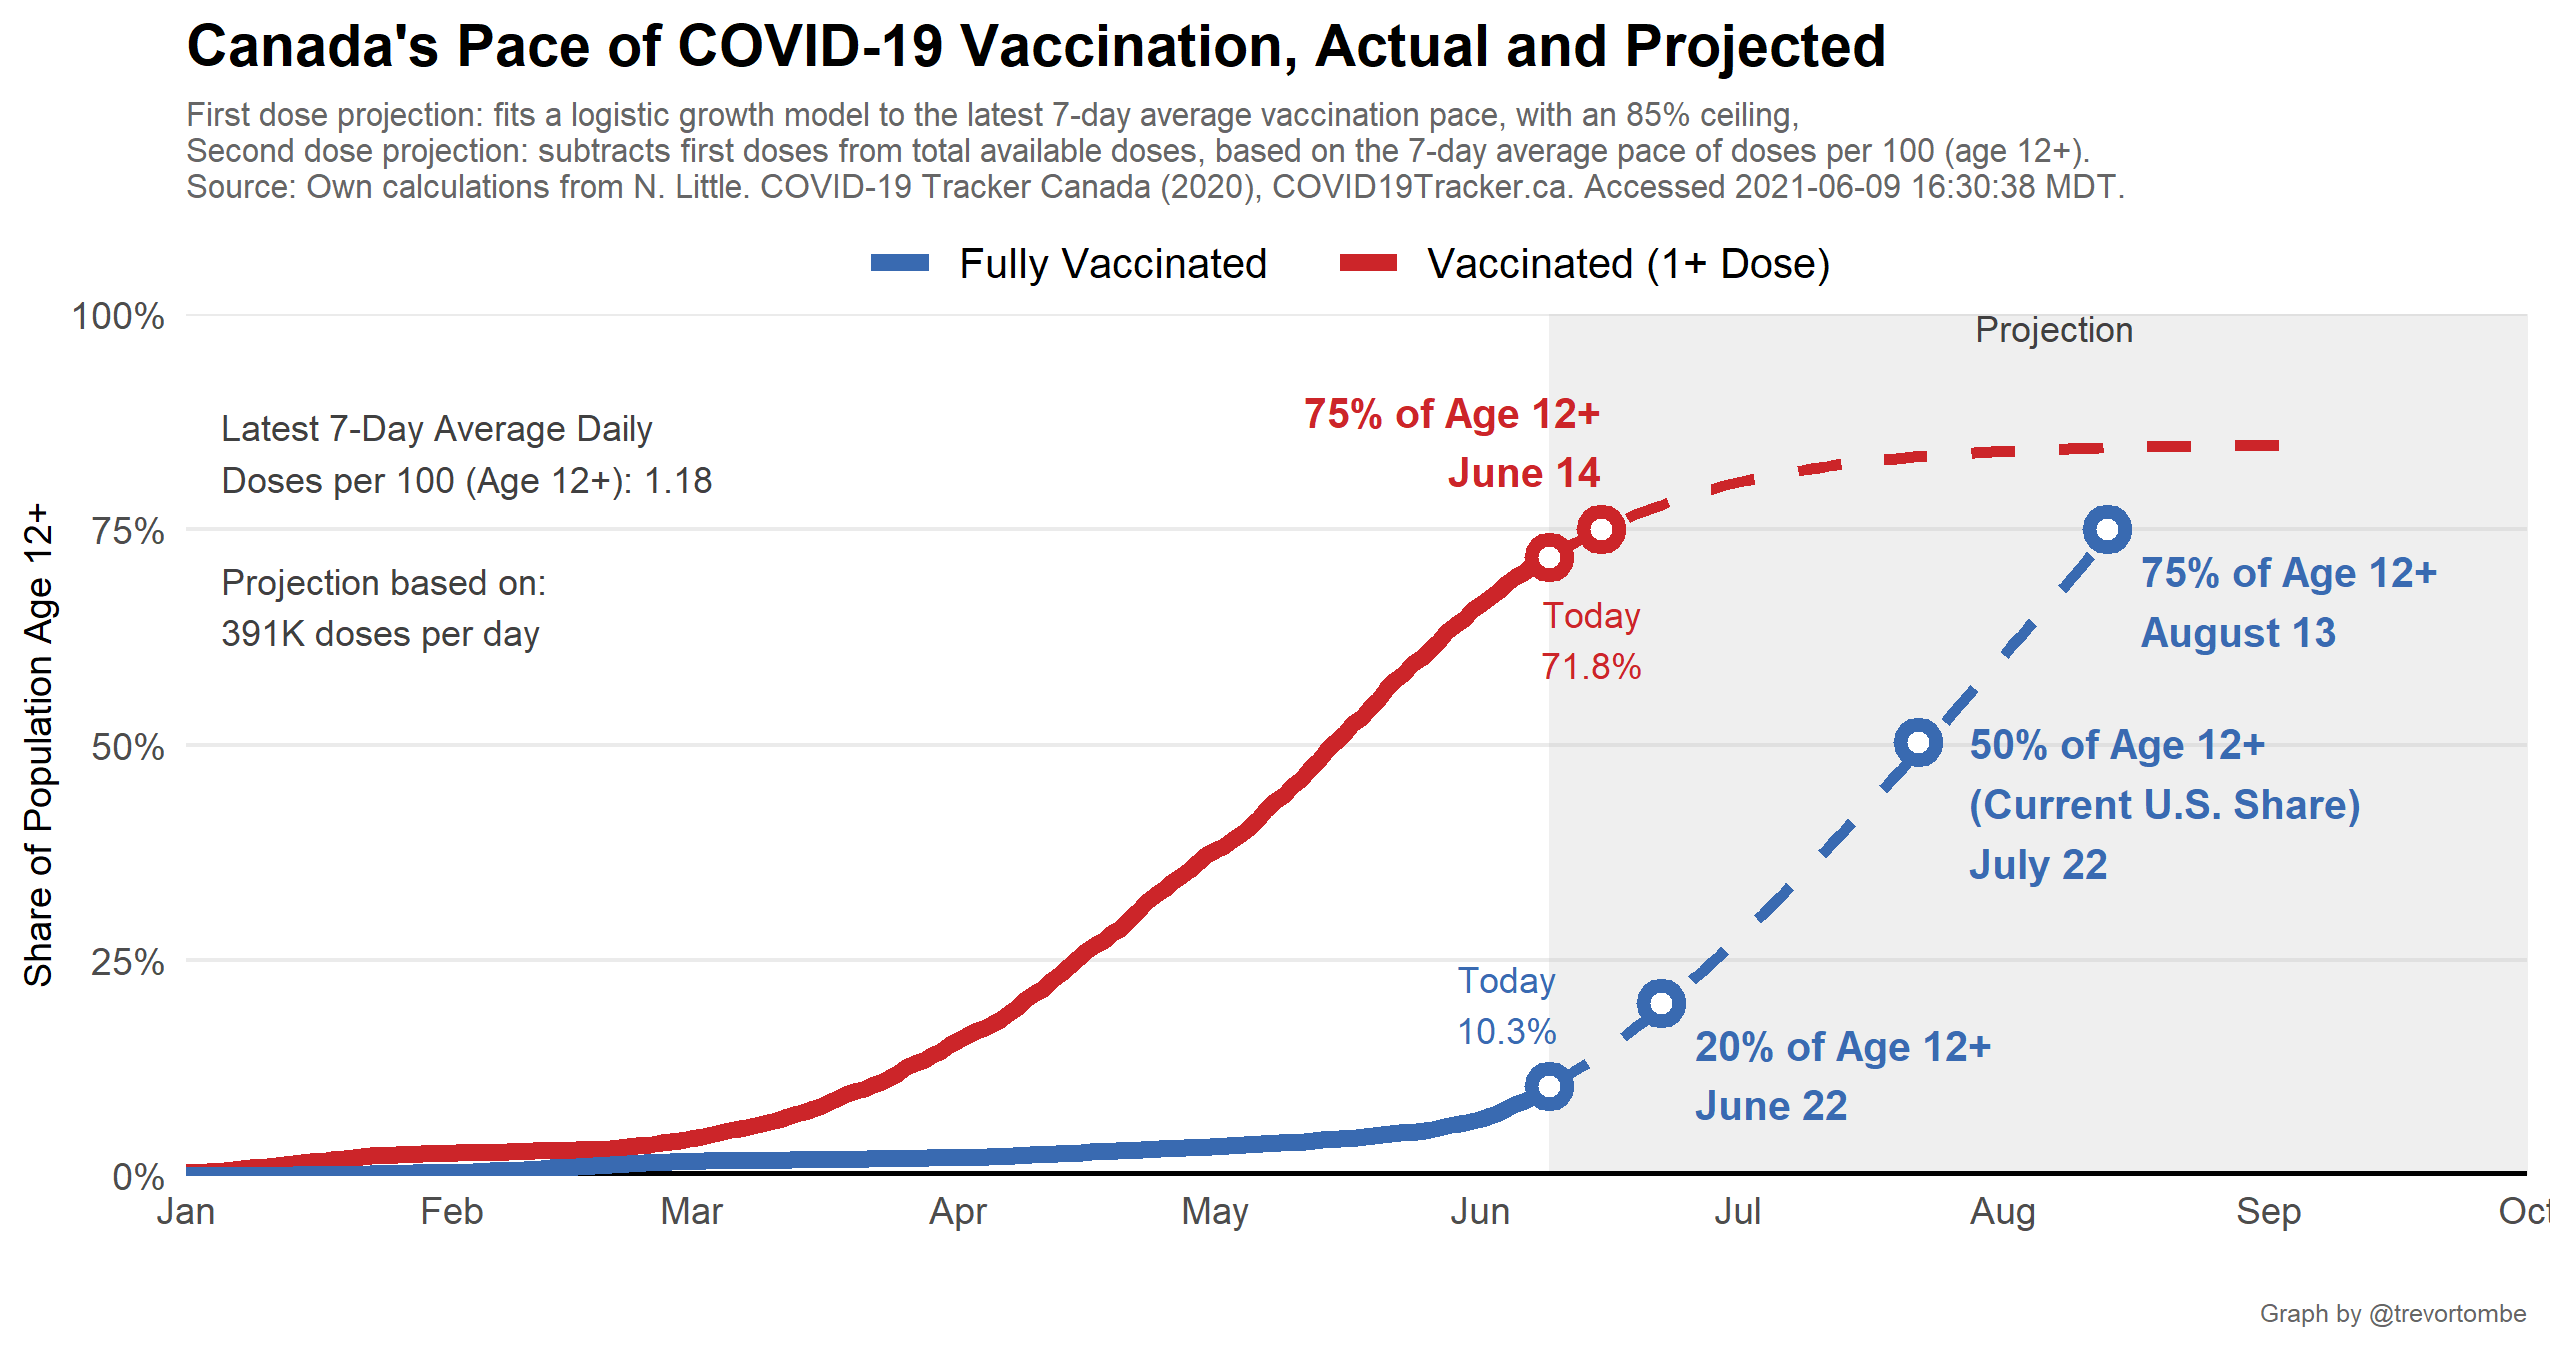 Canada's Pace of COVID-19 Vaccination, Actual and Projected
First dose projection: fits a logistic growth model to the latest 7-day average vaccination pace, with an 85% ceiling,
Second dose projection: subtracts first doses from total available doses, based on the 7-day average pace of doses per 100 (age 12+).
Source: Own calculations from N. Little. COVID-19 Tracker Canada (2020), COVID19Tracker.ca. Accessed 2021-06-09 16:30:38 MDT.
Fully Vaccinated
Vaccinated (1+ Dose)
Share of Population Age 12+
100%
75%
50%
25%
0%
Projection
Latest 7-Day Average Daily
Doses per 100 (Age 12+): 1.18
Projection based on:
391K doses per day
75% of Age 12+
June 14
Today
71.8%
75% of Age 12+
August 13
50% of Age 12+
(Current U.S. Share)
July 22
Today
10.3%
20% of Age 12+
June 22
Jan
Feb
Mar
Apr
May
Jun
Jul
Aug
Sep
Oct
Graph by @trevortombe